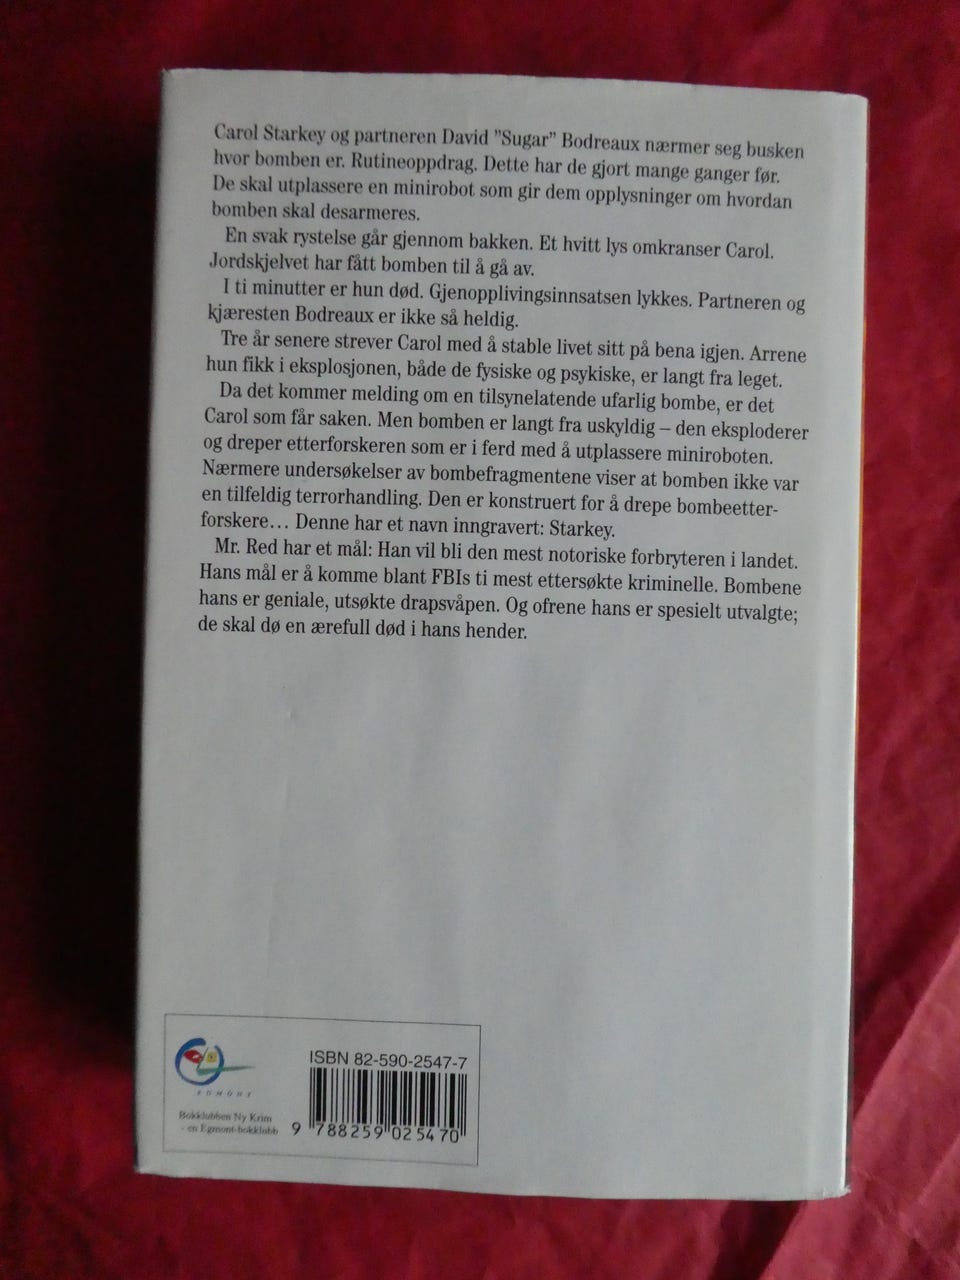 Carol Starkey og partneren David ”Sugar” Bodreaux nærmer seg busken
hvor bomben er. Rutineoppdrag. Dette har de gjort mange ganger før.
De skal utplassere en minirobot som gir dem opplysninger om hvordan
bomben skal desarmeres.
En svak rystelse går gjennom bakken. Et hvitt lys omkranser Carol.
Jordskjelvet har fått bomben til å gå av.
I ti minutter er hun død. Gjenopplivingsinnsatsen lykkes. Partneren og
kjæresten Bodreaux er ikke så heldig.
Tre år senere strever Carol med å stable livet sitt på bena igjen. Arrene
hun fikk i eksplosjonen, både de fysiske og psykiske, er langt fra leget.
Da det kommer melding om en tilsynelatende ufarlig bombe, er det
Carol som får saken. Men bomben er langt fra uskyldig – den eksploderer
og dreper etterforskeren som er i ferd med å utplassere miniroboten.
Nærmere undersøkelser av bombefragmentene viser at bomben ikke var
en tilfeldig terrorhandling. Den er konstruert for å drepe bombeetter-
forskere… Denne har et navn inngravert: Starkey.
Mr. Red har et mål: Han vil bli den mest notoriske forbryteren i landet.
Hans mål er å komme blant FBIs ti mest ettersøkte kriminelle. Bombene
hans er geniale, utsøkte drapsvåpen. Og ofrene hans er spesielt utvalgte;
de skal dø en ærefull død i hans hender.
EGMONT
Bokklubben Ny Krim
- en Egmont-bokklubb
ISBN 82-590-2547-7
9 788259 025470